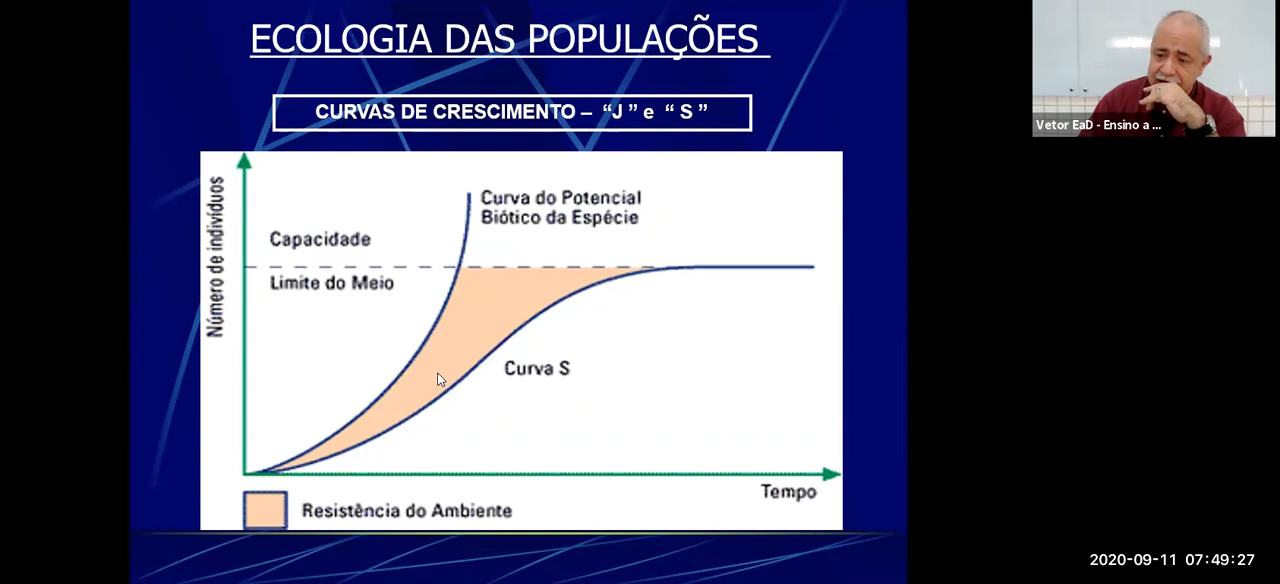 ECOLOGIA DAS POPULAÇÕES
CURVAS DE CRESCIMENTO – “J ” e “ S ”
Número de indivíduos
Curva do Potencial
Biótico da Espécie
Capacidade
Limite do Meio
Curva S
Tempo
Resistência do Ambiente
Vetor EaD - Ensino a ...
2020-09-11 07:49:27